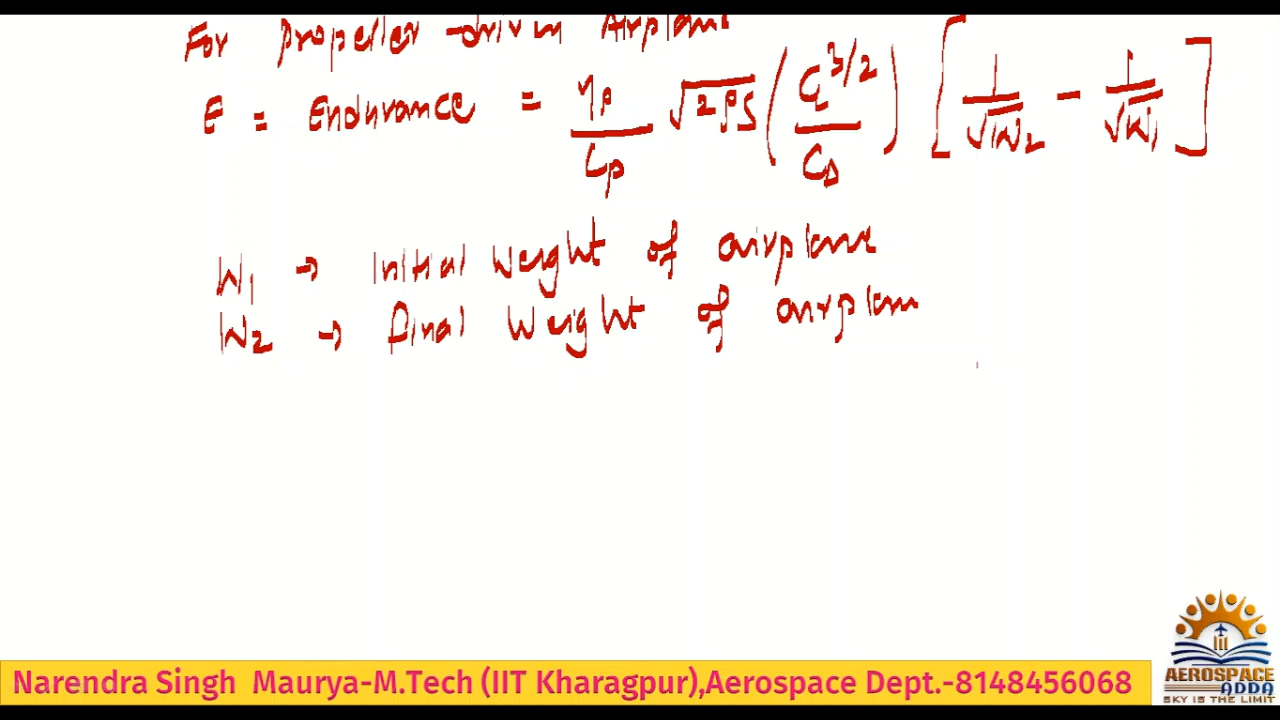 For Propeller-driven Airplane
E = Endurance = ηp/Cp √2ρS (CL^3/2/CD) [1/√W2 - 1/√W1]
W1 → Initial weight of airplane
W2 → final weight of airplane
Narendra Singh Maurya-M.Tech (IIT Kharagpur),Aerospace Dept.-8148456068
AEROSPACE
ADDA
SKY IS THE LIMIT